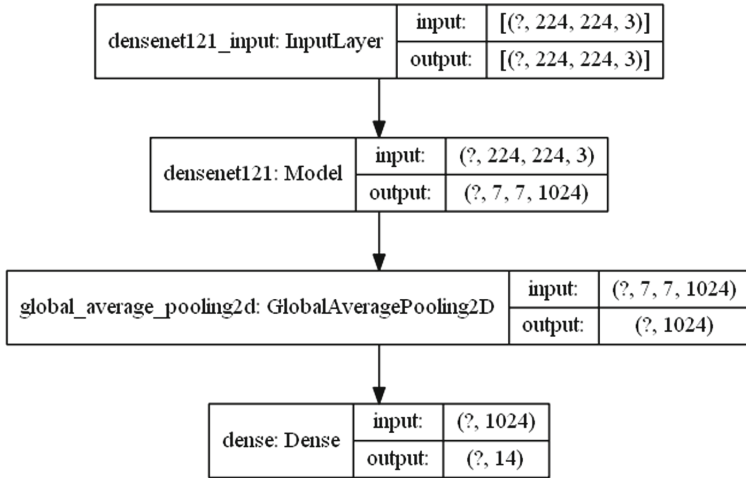 densenet121_input: InputLayer
input:
[(?, 224, 224, 3)]
output:
[(?, 224, 224, 3)]
densenet121: Model
input:
(?, 224, 224, 3)
output:
(?, 7, 7, 1024)
global_average_pooling2d: GlobalAveragePooling2D
input:
(?, 7, 7, 1024)
output:
(?, 1024)
dense: Dense
input:
(?, 1024)
output:
(?, 14)